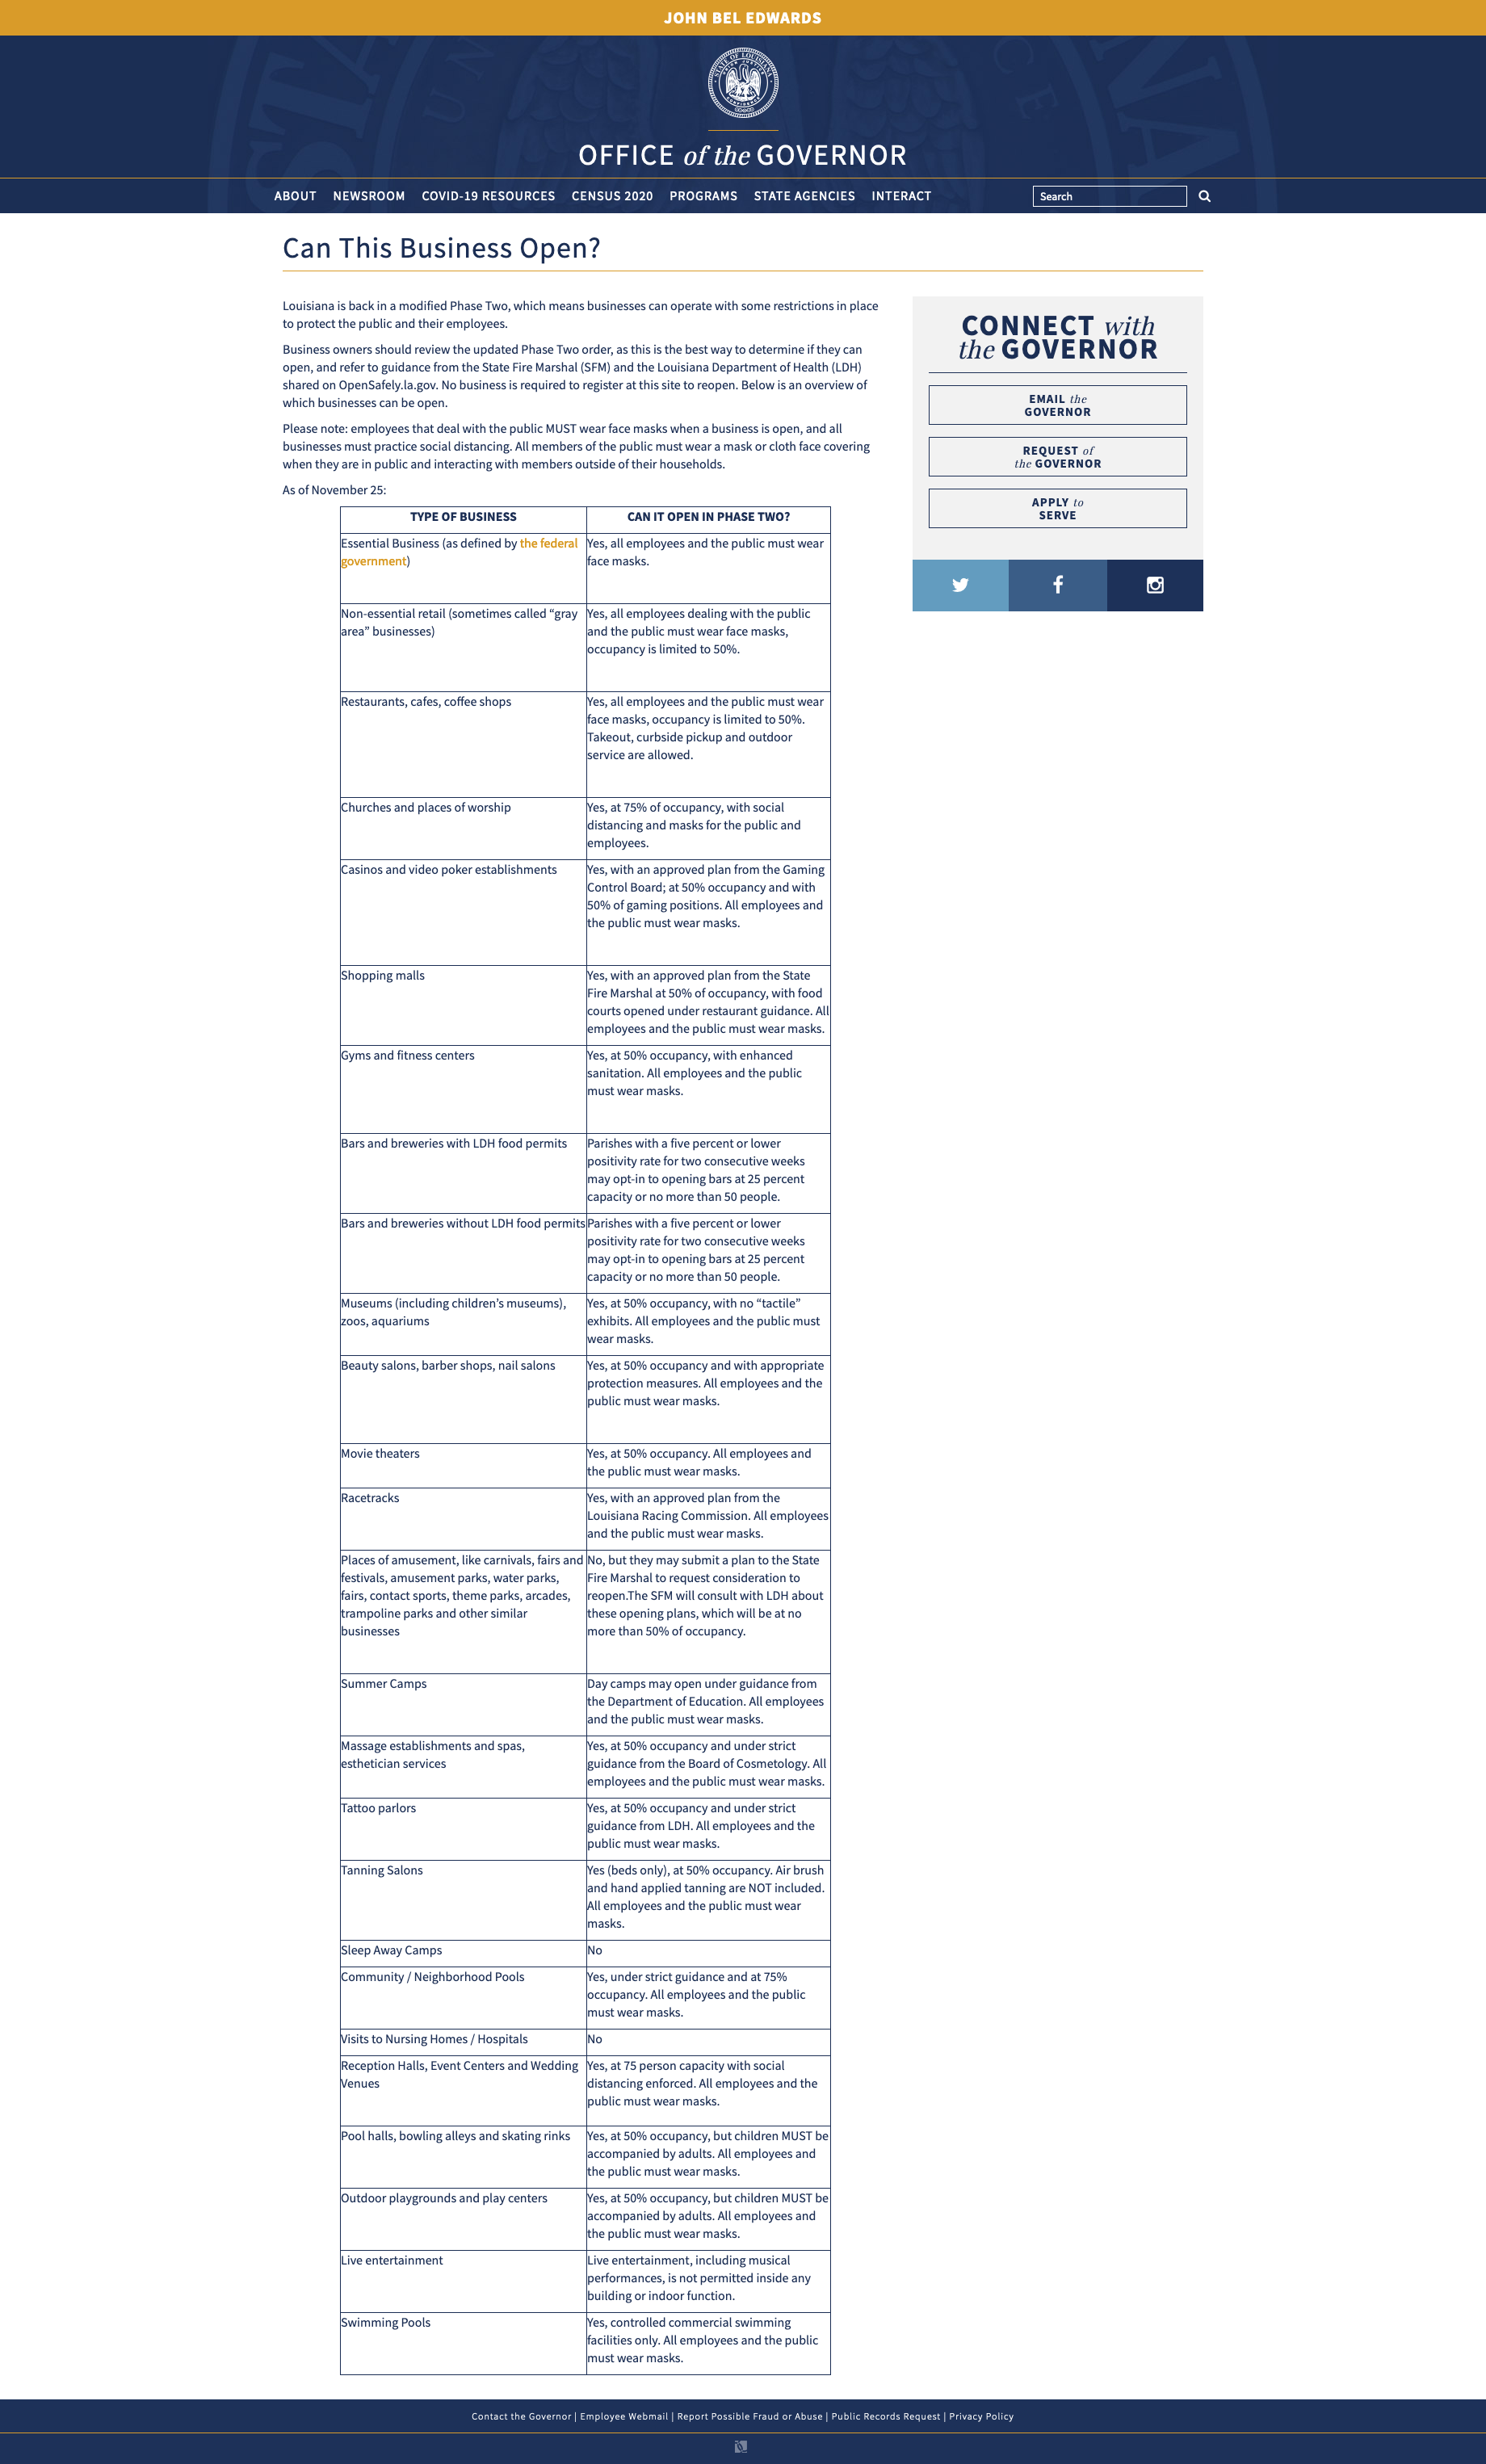 JOHN BEL EDWARDS
STATE OF LOUISIANA
OFFICE of the GOVERNOR
ABOUT NEWSROOM COVID-19 RESOURCES CENSUS 2020 PROGRAMS STATE AGENCIES INTERACT Search
Can This Business Open?
Louisiana is back in a modified Phase Two, which means businesses can operate with some restrictions in place
to protect the public and their employees.
Business owners should review the updated Phase Two order, as this is the best way to determine if they can
open, and refer to guidance from the State Fire Marshal (SFM) and the Louisiana Department of Health (LDH)
shared on OpenSafely.la.gov. No business is required to register at this site to reopen. Below is an overview of
which businesses can be open.
Please note: employees that deal with the public MUST wear face masks when a business is open, and all
businesses must practice social distancing. All members of the public must wear a mask or cloth face covering
when they are in public and interacting with members outside of their households.
As of November 25:
TYPE OF BUSINESS CAN IT OPEN IN PHASE TWO?
Essential Business (as defined by the federal
government)
Yes, all employees and the public must wear
face masks.
Non-essential retail (sometimes called “gray
area” businesses)
Yes, all employees dealing with the public
and the public must wear face masks,
occupancy is limited to 50%.
Restaurants, cafes, coffee shops
Yes, all employees and the public must wear
face masks, occupancy is limited to 50%.
Takeout, curbside pickup and outdoor
service are allowed.
Churches and places of worship
Yes, at 75% of occupancy, with social
distancing and masks for the public and
employees.
Casinos and video poker establishments
Yes, with an approved plan from the Gaming
Control Board; at 50% occupancy and with
50% of gaming positions. All employees and
the public must wear masks.
Shopping malls
Yes, with an approved plan from the State
Fire Marshal at 50% of occupancy, with food
courts opened under restaurant guidance. All
employees and the public must wear masks.
Gyms and fitness centers
Yes, at 50% occupancy, with enhanced
sanitation. All employees and the public
must wear masks.
Bars and breweries with LDH food permits
Parishes with a five percent or lower
positivity rate for two consecutive weeks
may opt-in to opening bars at 25 percent
capacity or no more than 50 people.
Bars and breweries without LDH food permits
Parishes with a five percent or lower
positivity rate for two consecutive weeks
may opt-in to opening bars at 25 percent
capacity or no more than 50 people.
Museums (including children’s museums),
zoos, aquariums
Yes, at 50% occupancy, with no “tactile”
exhibits. All employees and the public must
wear masks.
Beauty salons, barber shops, nail salons
Yes, at 50% occupancy and with appropriate
protection measures. All employees and the
public must wear masks.
Movie theaters
Yes, at 50% occupancy. All employees and
the public must wear masks.
Racetracks
Yes, with an approved plan from the
Louisiana Racing Commission. All employees
and the public must wear masks.
Places of amusement, like carnivals, fairs and
festivals, amusement parks, water parks,
fairs, contact sports, theme parks, arcades,
trampoline parks and other similar
businesses
No, but they may submit a plan to the State
Fire Marshal to request consideration to
reopen.The SFM will consult with LDH about
these opening plans, which will be at no
more than 50% of occupancy.
Summer Camps
Day camps may open under guidance from
the Department of Education. All employees
and the public must wear masks.
Massage establishments and spas,
esthetician services
Yes, at 50% occupancy and under strict
guidance from the Board of Cosmetology. All
employees and the public must wear masks.
Tattoo parlors
Yes, at 50% occupancy and under strict
guidance from LDH. All employees and the
public must wear masks.
Tanning Salons
Yes (beds only), at 50% occupancy. Air brush
and hand applied tanning are NOT included.
All employees and the public must wear
masks.
Sleep Away Camps
No
Community / Neighborhood Pools
Yes, under strict guidance and at 75%
occupancy. All employees and the public
must wear masks.
Visits to Nursing Homes / Hospitals
No
Reception Halls, Event Centers and Wedding
Venues
Yes, at 75 person capacity with social
distancing enforced. All employees and the
public must wear masks.
Pool halls, bowling alleys and skating rinks
Yes, at 50% occupancy, but children MUST be
accompanied by adults. All employees and
the public must wear masks.
Outdoor playgrounds and play centers
Yes, at 50% occupancy, but children MUST be
accompanied by adults. All employees and
the public must wear masks.
Live entertainment
Live entertainment, including musical
performances, is not permitted inside any
building or indoor function.
Swimming Pools
Yes, controlled commercial swimming
facilities only. All employees and the public
must wear masks.
CONNECT with
the GOVERNOR
EMAIL the
GOVERNOR
REQUEST of
the GOVERNOR
APPLY to
SERVE
Contact the Governor | Employee Webmail | Report Possible Fraud or Abuse | Public Records Request | Privacy Policy